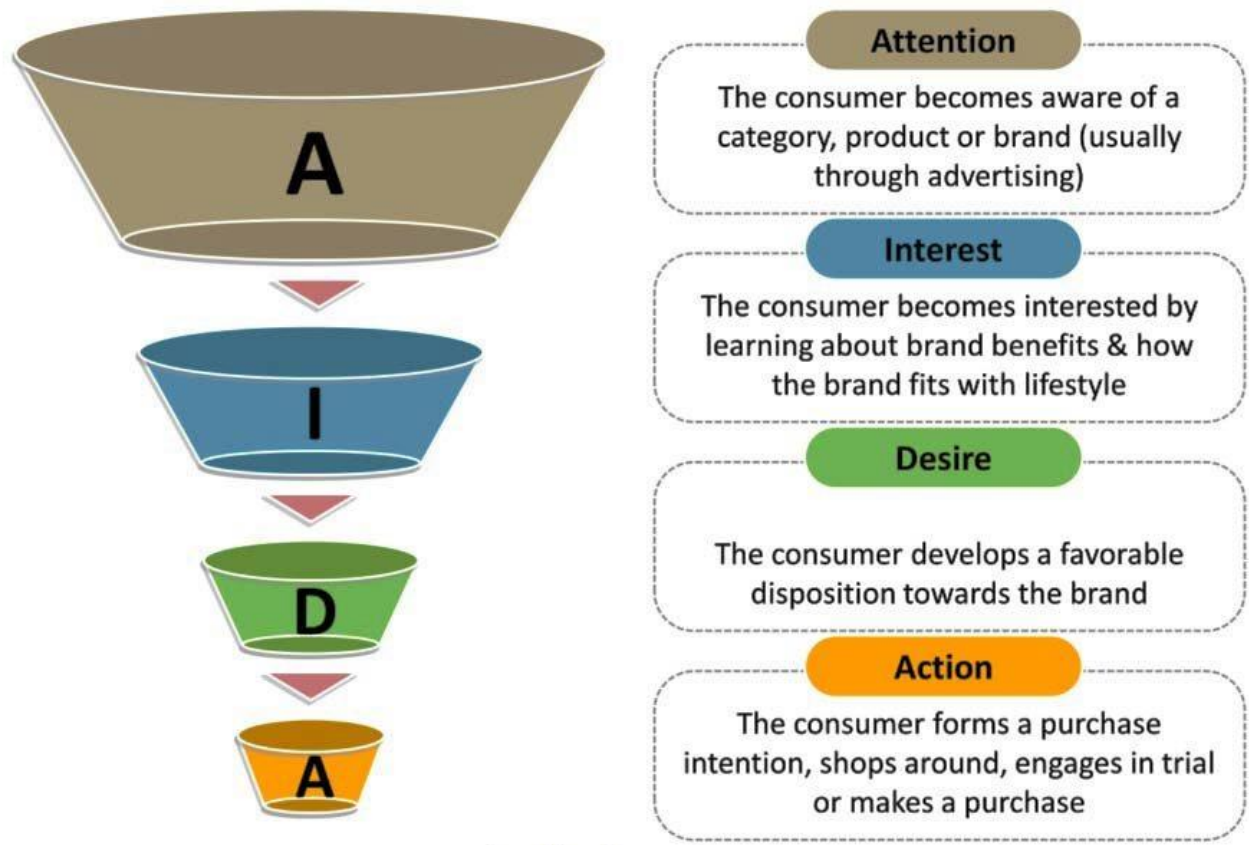 A
I
D
A
Attention
The consumer becomes aware of a
category, product or brand (usually
through advertising)
Interest
The consumer becomes interested by
learning about brand benefits & how
the brand fits with lifestyle
Desire
The consumer develops a favorable
disposition towards the brand
Action
The consumer forms a purchase
intention, shops around, engages in trial
or makes a purchase